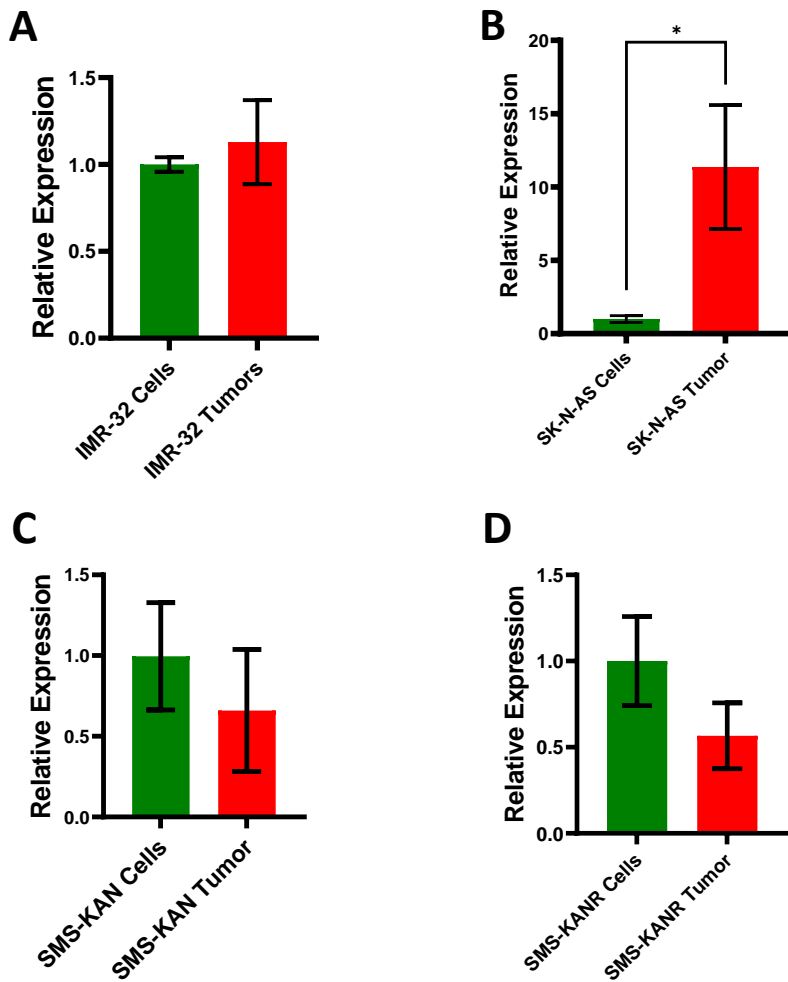 A
Relative Expression
1.5
1.0
0.5
0.0
IMR-32 Cells
IMR-32 Tumors
B
*
Relative Expression
20
15
10
5
0
SK-N-AS Cells
SK-N-AS Tumor
C
Relative Expression
1.5
1.0
0.5
0.0
SMS-KAN Cells
SMS-KAN Tumor
D
Relative Expression
1.5
1.0
0.5
0.0
SMS-KANR Cells
SMS-KANR Tumor